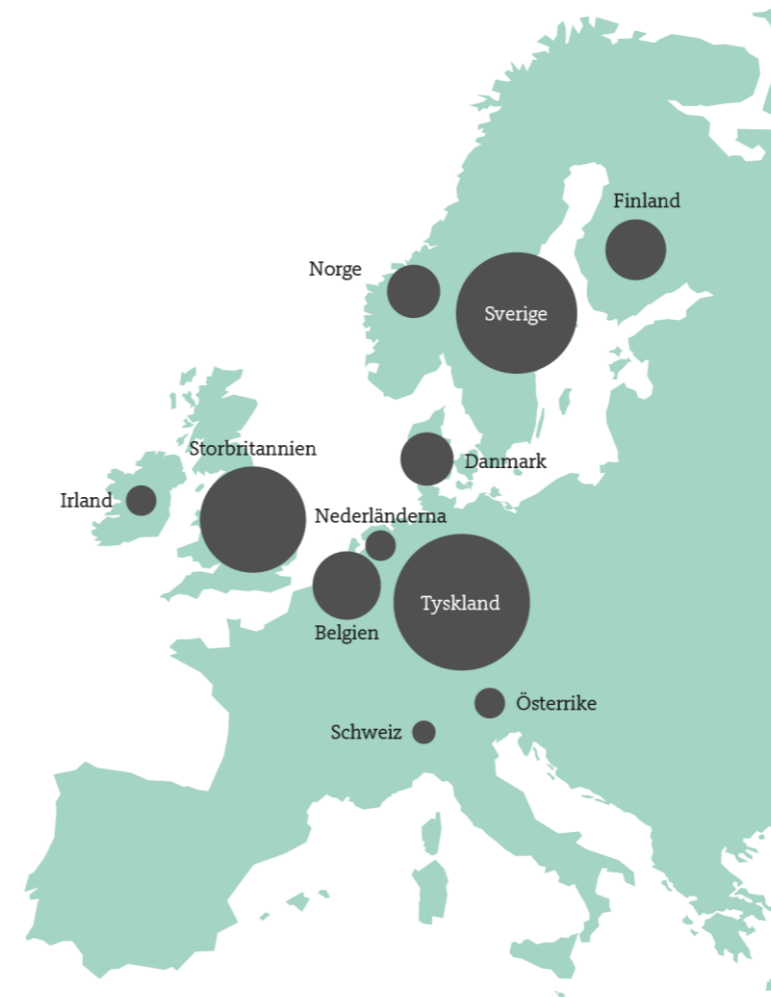 Finland
Norge
Sverige
Storbritannien
Danmark
Irland
Nederländerna
Tyskland
Belgien
Österrike
Schweiz